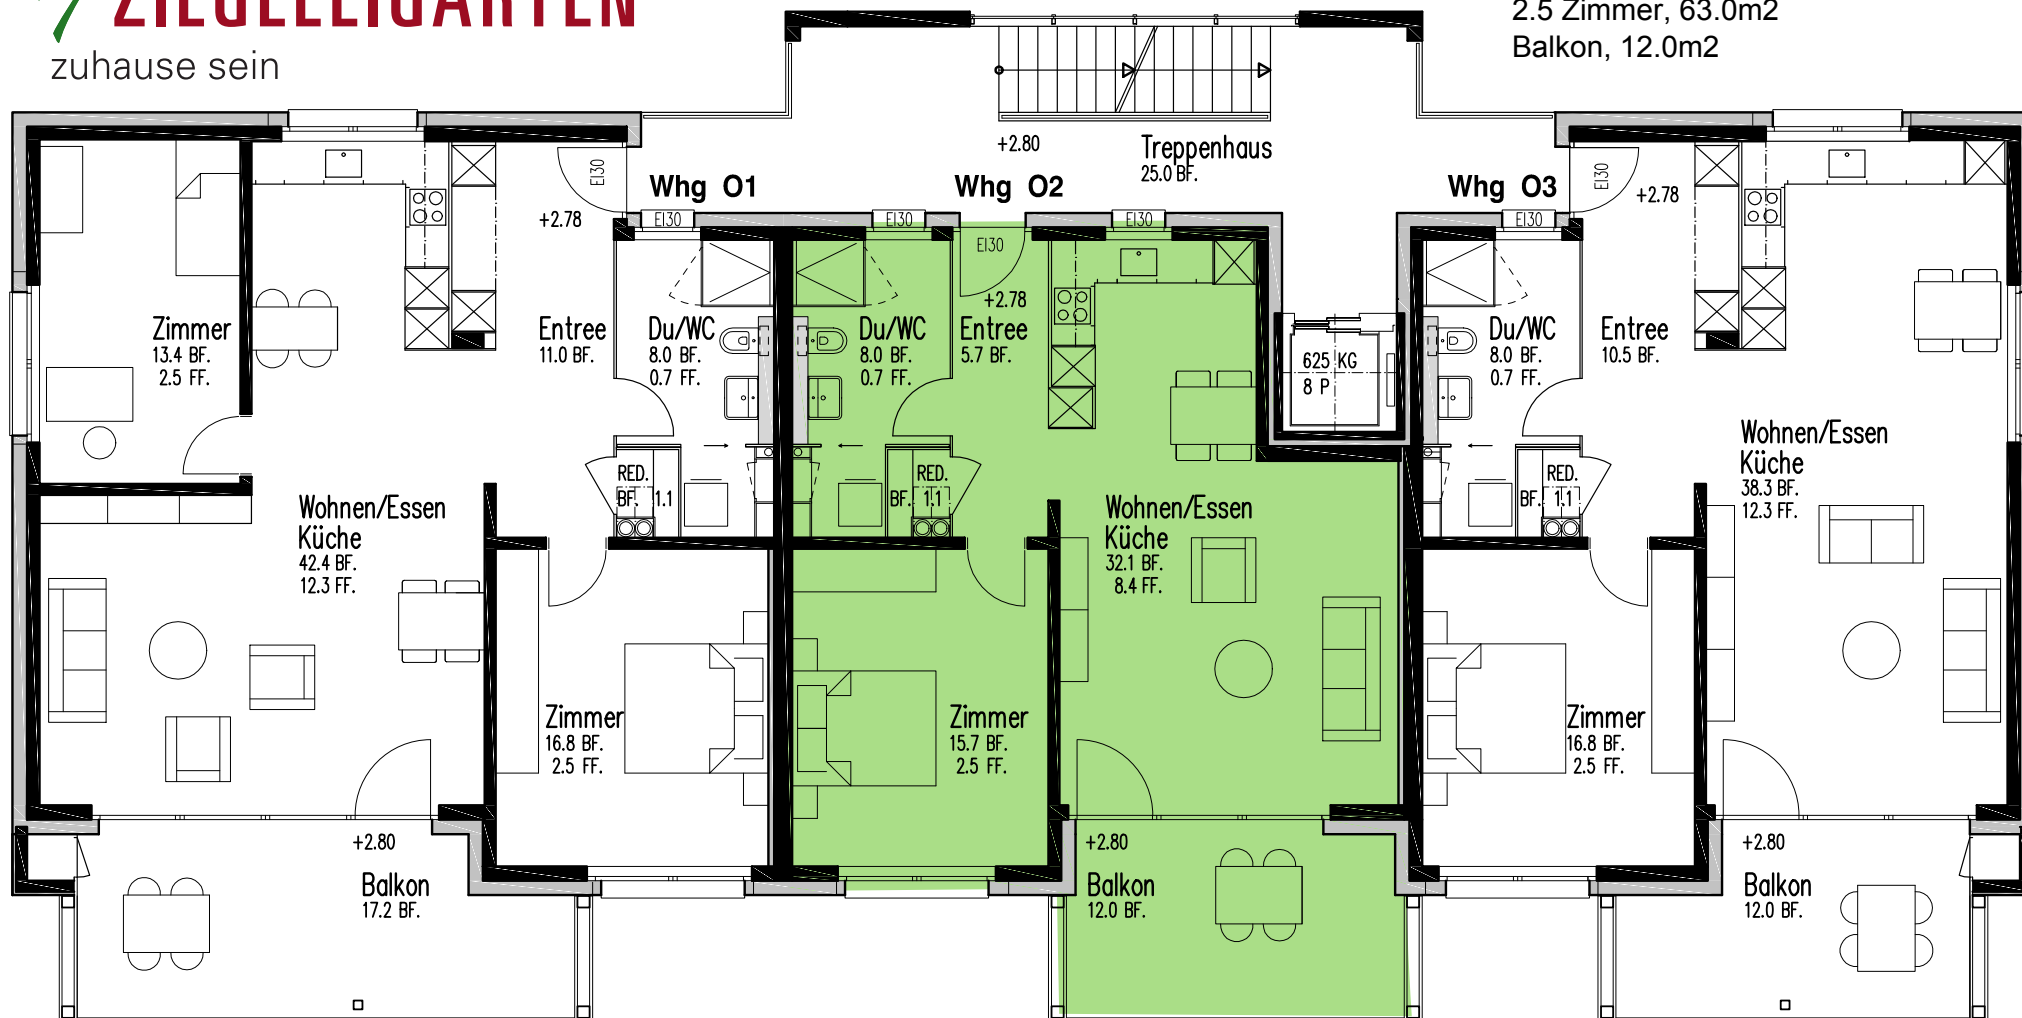 ZIEGELEIGARTEN
zuhause sein
2.5 Zimmer, 63.0m2
Balkon, 12.0m2
+2.80
Treppenhaus
25.0 BF.
Whg O1
Whg O2
Whg O3
EI30
EI30
EI30
EI30
EI30
EI30
EI30
+2.78
+2.78
+2.78
Zimmer
13.4 BF.
2.5 FF.
Entree
11.0 BF.
Du/WC
8.0 BF.
0.7 FF.
Du/WC
8.0 BF.
0.7 FF.
Entree
5.7 BF.
625 KG
8 P
Du/WC
8.0 BF.
0.7 FF.
Entree
10.5 BF.
Wohnen/Essen
Küche
42.4 BF.
12.3 FF.
RED.
BF. 1.1
RED.
BF. 1.1
Wohnen/Essen
Küche
32.1 BF.
8.4 FF.
RED.
BF. 1.1
Wohnen/Essen
Küche
38.3 BF.
12.3 FF.
Zimmer
16.8 BF.
2.5 FF.
Zimmer
15.7 BF.
2.5 FF.
Zimmer
16.8 BF.
2.5 FF.
+2.80
Balkon
17.2 BF.
+2.80
Balkon
12.0 BF.
+2.80
Balkon
12.0 BF.